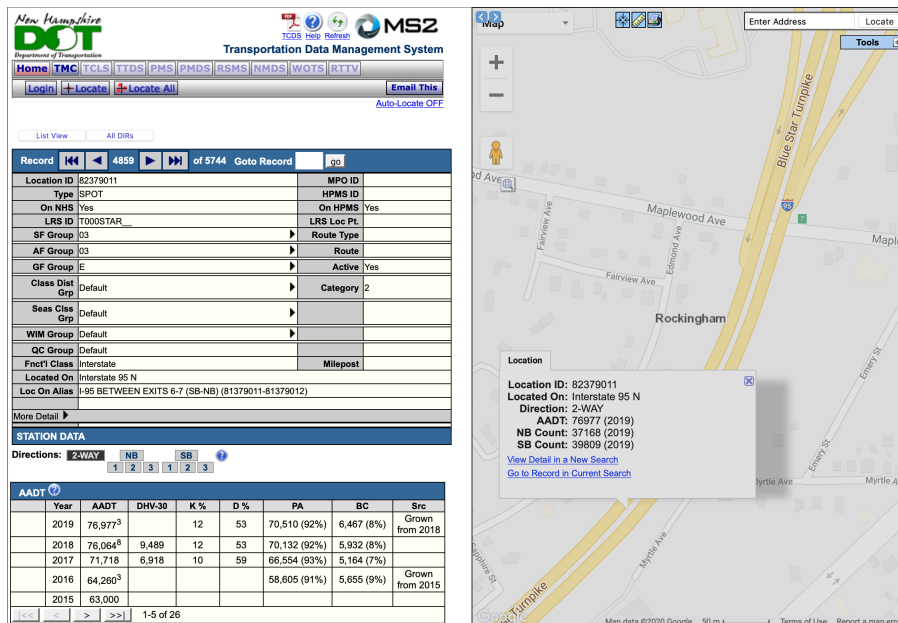 New Hampshire
DOT
Department of Transportation
PDF
TCDS Help Refresh
MS2
Transportation Data Management System
Home TMC TCLS TTDS PMS PMDS RSMS NMDS WOTS RTTV
Login Locate Locate All Email This
Auto-Locate OFF
List View All DIRs
Record 4859 of 5744 Goto Record go
Location ID 82379011 MPO ID
Type SPOT HPMS ID
On NHS Yes On HPMS Yes
LRS ID T000STAR__ LRS Loc Pt.
SF Group 03 Route Type
AF Group 03 Route
GF Group E Active Yes
Class Dist Grp Default Category 2
Seas Clss Grp Default
WIM Group Default
QC Group Default
Fnct'l Class Interstate Milepost
Located On Interstate 95 N
Loc On Alias I-95 BETWEEN EXITS 6-7 (SB-NB) (81379011-81379012)
More Detail
STATION DATA
Directions: 2-WAY NB SB
1 2 3 1 2 3
AADT
Year AADT DHV-30 K % D % PA BC Src
2019 76,977³ 12 53 70,510 (92%) 6,467 (8%) Grown from 2018
2018 76,064⁸ 9,489 12 53 70,132 (92%) 5,932 (8%)
2017 71,718 6,918 10 59 66,554 (93%) 5,164 (7%)
2016 64,260³ 58,605 (91%) 5,655 (9%) Grown from 2015
2015 63,000
|<< < > >>| 1-5 of 26
Map
Enter Address Locate
Tools
Blue Star Turnpike
95
7
Maplewood Ave
Fairview Ave
Edmond Ave
Fairview Ave
Rockingham
Emery St
Location
Location ID: 82379011
Located On: Interstate 95 N
Direction: 2-WAY
AADT: 76977 (2019)
NB Count: 37168 (2019)
SB Count: 39809 (2019)
View Detail in a New Search
Go to Record in Current Search
Emery St
Myrtle Ave
Myrtle Ave
Sapphire St
Turnpike
Google
Map data ©2020 Google 50 m Terms of Use Report a map err